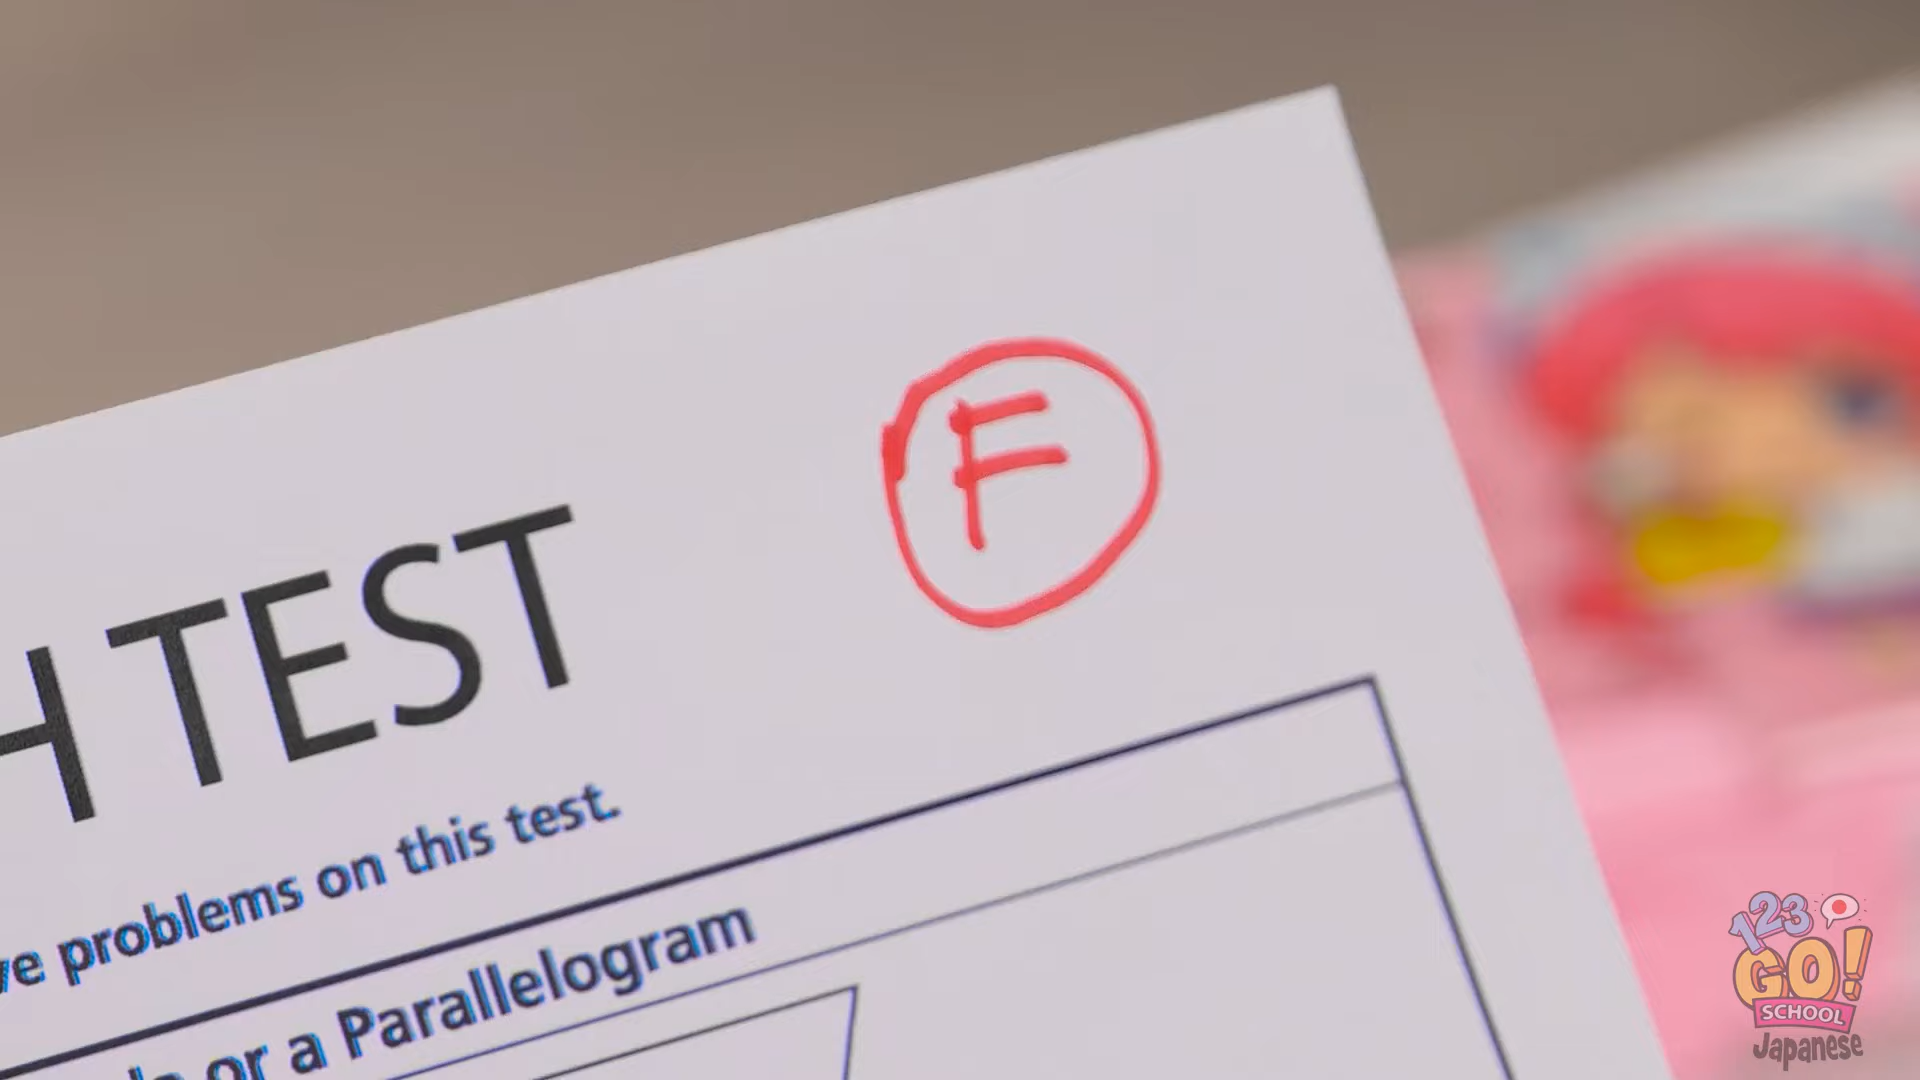 F
H TEST
ve problems on this test.
or a Parallelogram
123
GO!
SCHOOL
Japanese